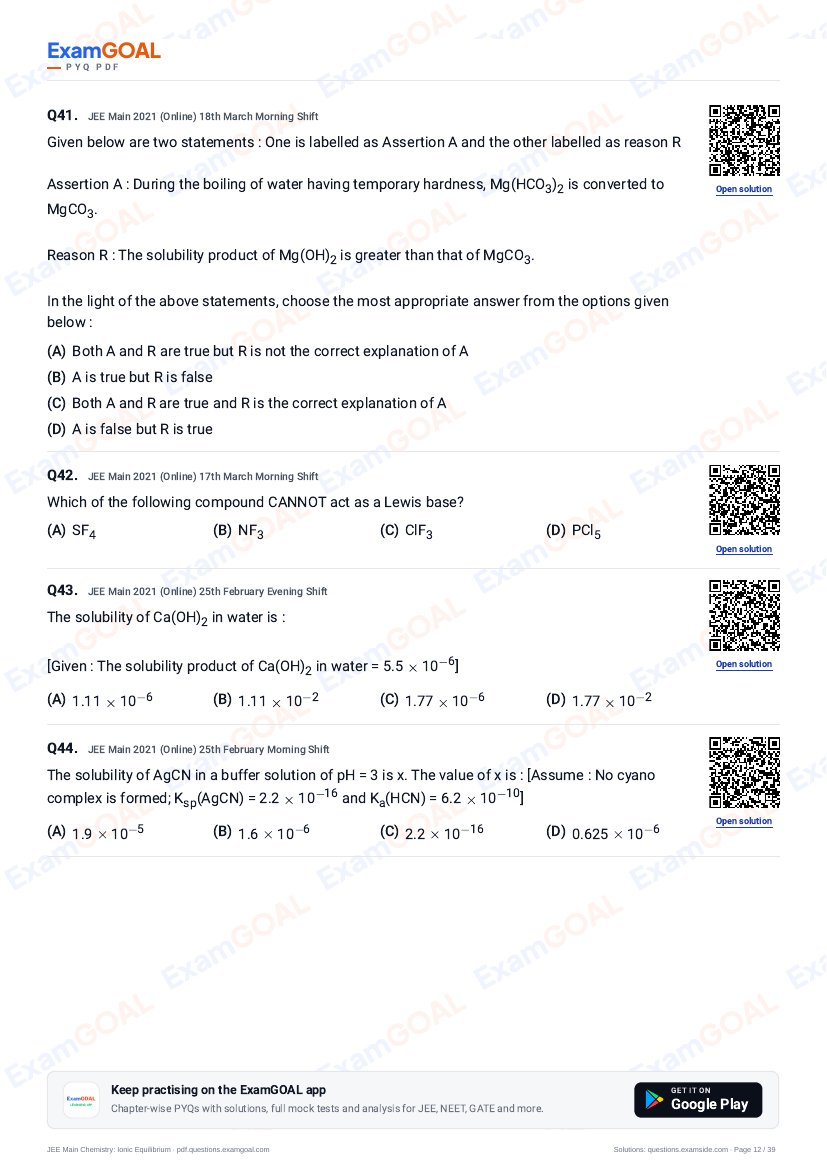 ExamGOAL
PYQ PDF
Q41. JEE Main 2021 (Online) 18th March Morning Shift
Given below are two statements : One is labelled as Assertion A and the other labelled as reason R
Open solution
Assertion A : During the boiling of water having temporary hardness, Mg(HCO₃)₂ is converted to
MgCO₃.
Reason R : The solubility product of Mg(OH)₂ is greater than that of MgCO₃.
In the light of the above statements, choose the most appropriate answer from the options given
below :
(A) Both A and R are true but R is not the correct explanation of A
(B) A is true but R is false
(C) Both A and R are true and R is the correct explanation of A
(D) A is false but R is true
Q42. JEE Main 2021 (Online) 17th March Morning Shift
Which of the following compound CANNOT act as a Lewis base?
(A) SF₄ (B) NF₃ (C) ClF₃ (D) PCl₅
Open solution
Q43. JEE Main 2021 (Online) 25th February Evening Shift
The solubility of Ca(OH)₂ in water is :
[Given : The solubility product of Ca(OH)₂ in water = 5.5 × 10⁻⁶]
Open solution
(A) 1.11 × 10⁻⁶ (B) 1.11 × 10⁻² (C) 1.77 × 10⁻⁶ (D) 1.77 × 10⁻²
Q44. JEE Main 2021 (Online) 25th February Morning Shift
The solubility of AgCN in a buffer solution of pH = 3 is x. The value of x is : [Assume : No cyano
complex is formed; Kₛₚ(AgCN) = 2.2 × 10⁻¹⁶ and Kₐ(HCN) = 6.2 × 10⁻¹⁰]
Open solution
(A) 1.9 × 10⁻⁵ (B) 1.6 × 10⁻⁶ (C) 2.2 × 10⁻¹⁶ (D) 0.625 × 10⁻⁶
ExamGOAL
Keep practising on the ExamGOAL app
Chapter-wise PYQs with solutions, full mock tests and analysis for JEE, NEET, GATE and more.
GET IT ON
Google Play
JEE Main Chemistry: Ionic Equilibrium · pdf.questions.examgoal.com
Solutions: questions.examside.com · Page 12 / 39